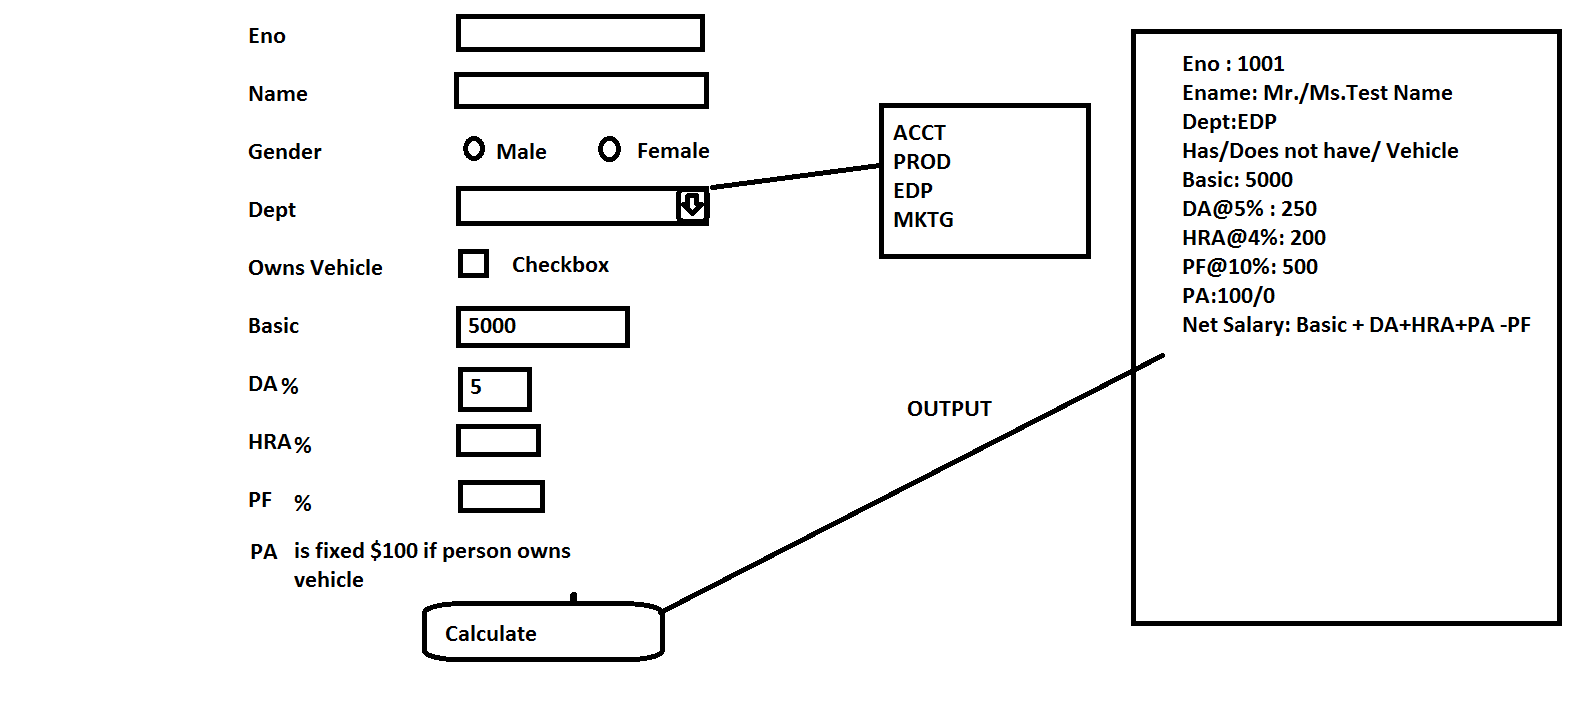 Eno
Name
Gender Male Female
Dept
Owns Vehicle Checkbox
Basic 5000
DA % 5
HRA %
PF %
PA is fixed $100 if person owns
vehicle
Calculate
ACCT
PROD
EDP
MKTG
OUTPUT
Eno : 1001
Ename: Mr./Ms.Test Name
Dept:EDP
Has/Does not have/ Vehicle
Basic: 5000
DA@5% : 250
HRA@4%: 200
PF@10%: 500
PA:100/0
Net Salary: Basic + DA+HRA+PA -PF